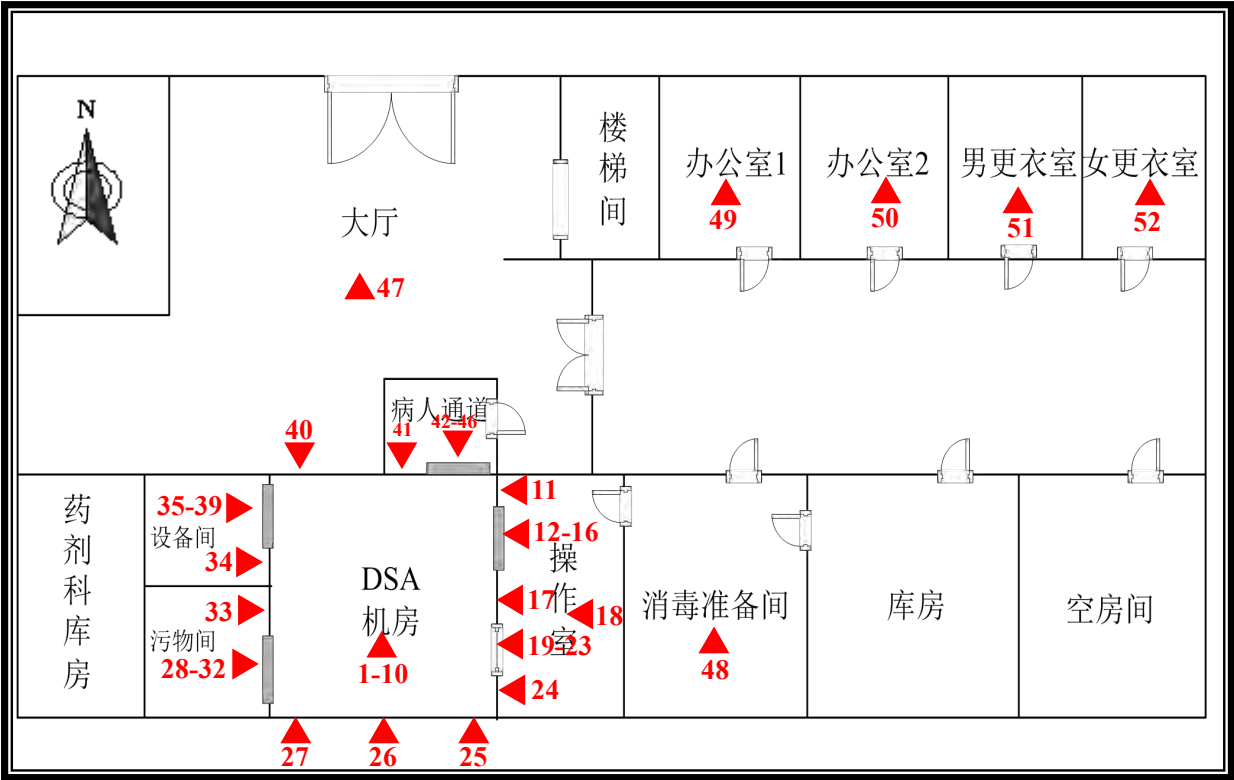 N
楼
梯
间
办公室1
办公室2
男更衣室
女更衣室
49
50
51
52
大厅
47
病人通道
40
41
42-46
药
剂
科
库
房
35-39
设备间
34
33
污物间
28-32
DSA
机房
1-10
11
12-16
操
作
室
17
18
19-23
24
消毒准备间
48
库房
空房间
27
26
25